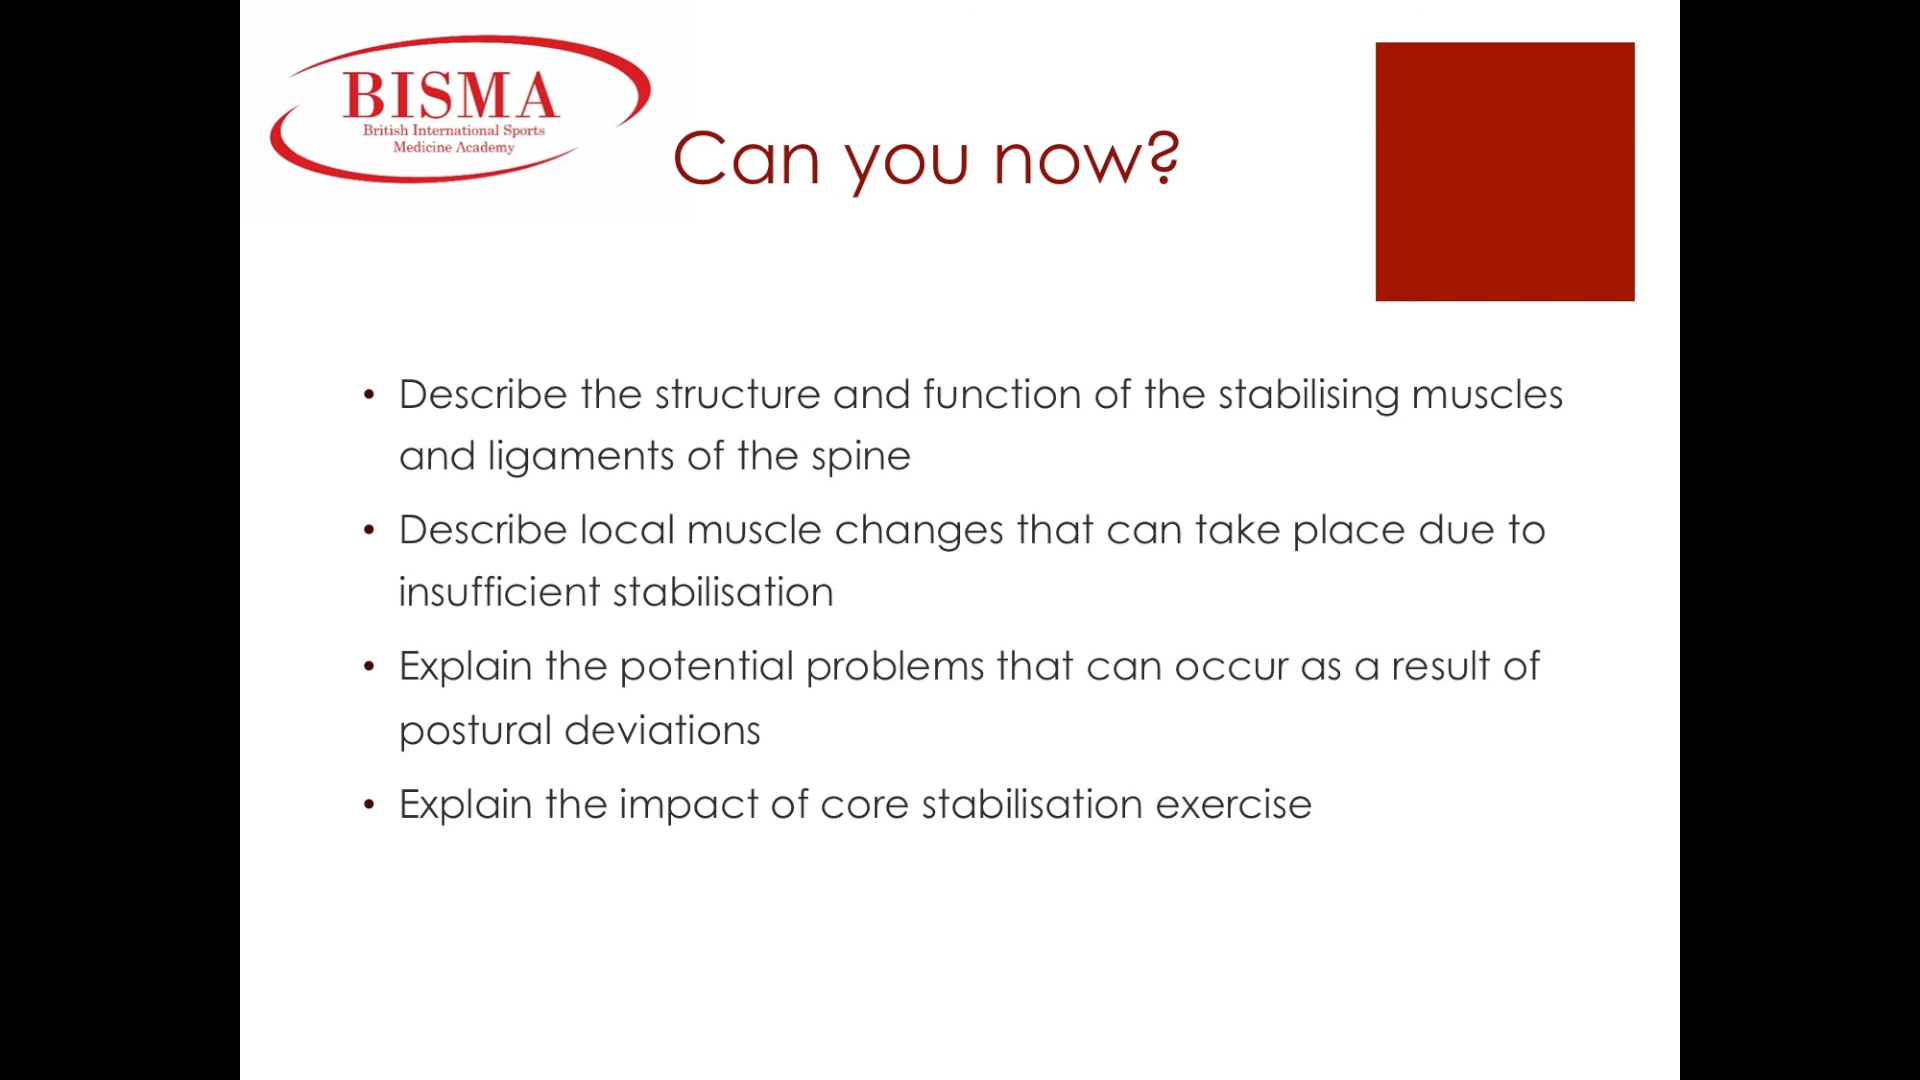 BISMA
British International Sports
Medicine Academy
Can you now?
• Describe the structure and function of the stabilising muscles
and ligaments of the spine
• Describe local muscle changes that can take place due to
insufficient stabilisation
• Explain the potential problems that can occur as a result of
postural deviations
• Explain the impact of core stabilisation exercise